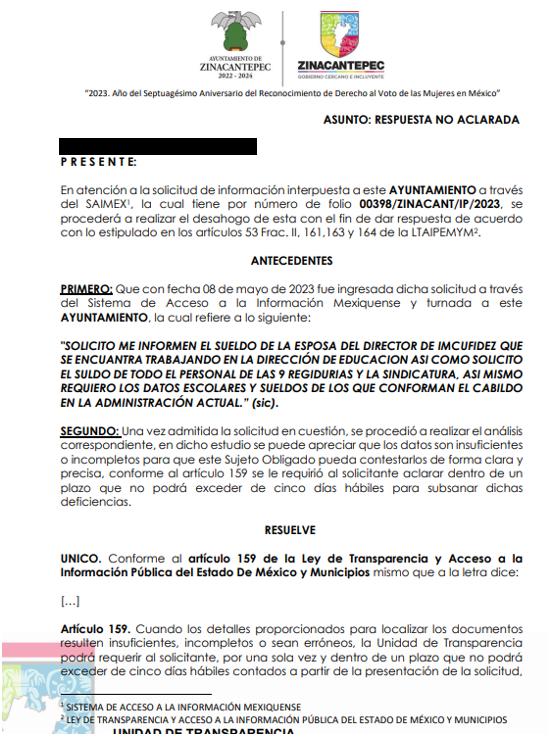 AYUNTAMIENTO DE
ZINACANTEPEC
2022 - 2024
ZINACANTEPEC
GOBIERNO CERCANO E INCLUYENTE
"2023. Año del Septuagésimo Aniversario del Reconocimiento de Derecho al Voto de las Mujeres en México"
ASUNTO: RESPUESTA NO ACLARADA
P R E S E N T E:
En atención a la solicitud de información interpuesta a este AYUNTAMIENTO a través
del SAIMEX¹, la cual tiene por número de folio 00398/ZINACANT/IP/2023, se
procederá a realizar el desahogo de esta con el fin de dar respuesta de acuerdo
con lo estipulado en los artículos 53 Frac. II, 161,163 y 164 de la LTAIPEMYM².
ANTECEDENTES
PRIMERO: Que con fecha 08 de mayo de 2023 fue ingresada dicha solicitud a través
del Sistema de Acceso a la Información Mexiquense y turnada a este
AYUNTAMIENTO, la cual refiere a lo siguiente:
"SOLICITO ME INFORMEN EL SUELDO DE LA ESPOSA DEL DIRECTOR DE IMCUFIDEZ QUE
SE ENCUENTRA TRABAJANDO EN LA DIRECCIÓN DE EDUCACION ASI COMO SOLICITO
EL SULDO DE TODO EL PERSONAL DE LAS 9 REGIDURIAS Y LA SINDICATURA, ASI MISMO
REQUIERO LOS DATOS ESCOLARES Y SUELDOS DE LOS QUE CONFORMAN EL CABILDO
EN LA ADMINISTRACIÓN ACTUAL." (sic).
SEGUNDO: Una vez admitida la solicitud en cuestión, se procedió a realizar el análisis
correspondiente, en dicho estudio se puede apreciar que los datos son insuficientes
o incompletos para que este Sujeto Obligado pueda contestarlos de forma clara y
precisa, conforme al artículo 159 se le requirió al solicitante aclarar dentro de un
plazo que no podrá exceder de cinco días hábiles para subsanar dichas
deficiencias.
RESUELVE
UNICO. Conforme al artículo 159 de la Ley de Transparencia y Acceso a la
Información Pública del Estado De México y Municipios mismo que a la letra dice:
[...]
Artículo 159. Cuando los detalles proporcionados para localizar los documentos
resulten insuficientes, incompletos o sean erróneos, la Unidad de Transparencia
podrá requerir al solicitante, por una sola vez y dentro de un plazo que no podrá
exceder de cinco días hábiles contados a partir de la presentación de la solicitud,
¹ SISTEMA DE ACCESO A LA INFORMACIÓN MEXIQUENSE
² LEY DE TRANSPARENCIA Y ACCESO A LA INFORMACIÓN PÚBLICA DEL ESTADO DE MÉXICO Y MUNICIPIOS
UNIDAD DE TRANSPARENCIA